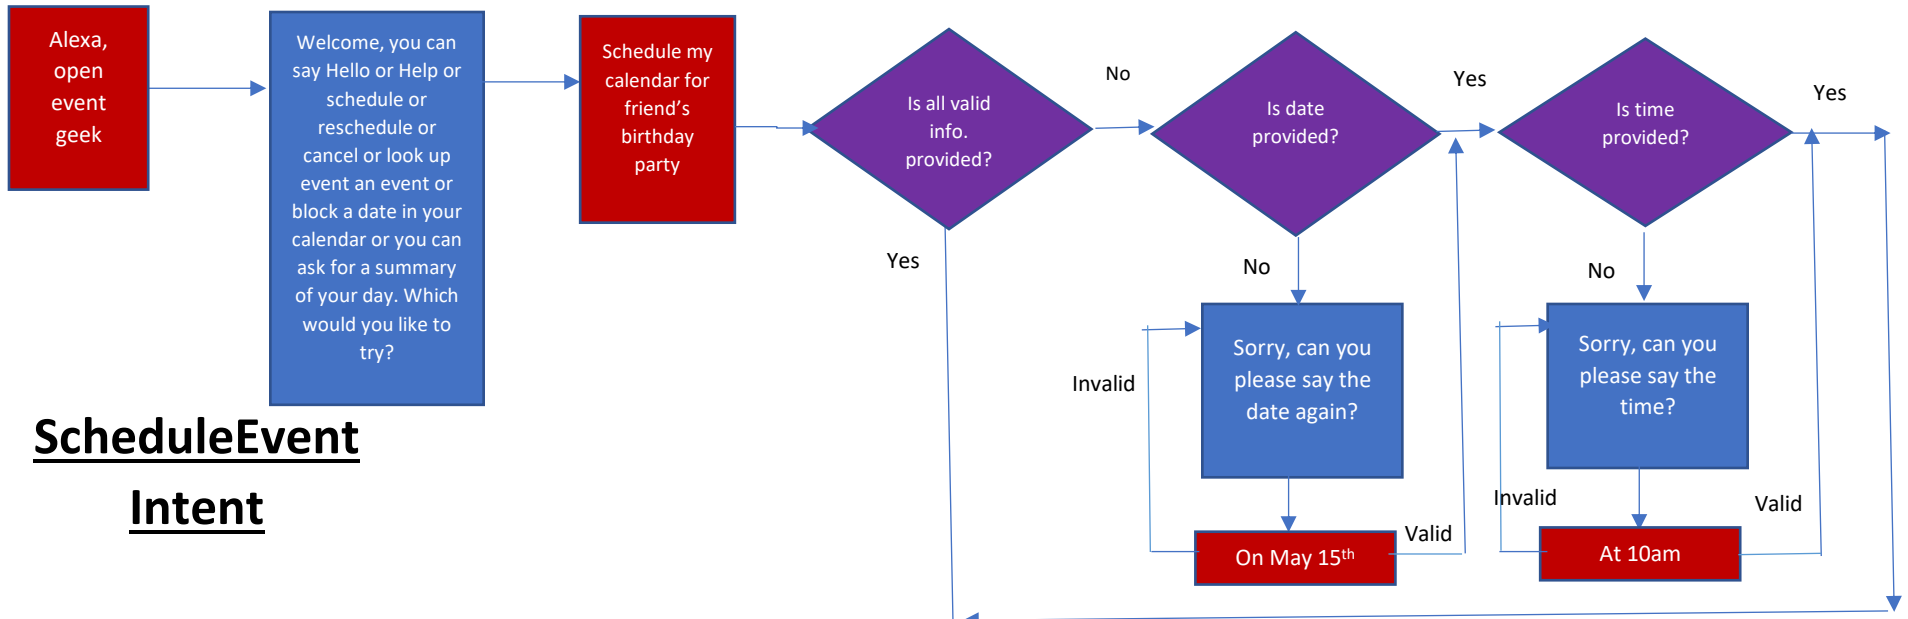 Alexa,
open
event
geek
Welcome, you can
say Hello or Help or
schedule or
reschedule or
cancel or look up
event an event or
block a date in your
calendar or you can
ask for a summary
of your day. Which
would you like to
try?
Schedule my
calendar for
friend’s
birthday
party
Is all valid
info.
provided?
No
Yes
Is date
provided?
Yes
No
Is time
provided?
Yes
No
Sorry, can you
please say the
date again?
Invalid
On May 15th
Valid
Sorry, can you
please say the
time?
Invalid
At 10am
Valid
ScheduleEvent
Intent